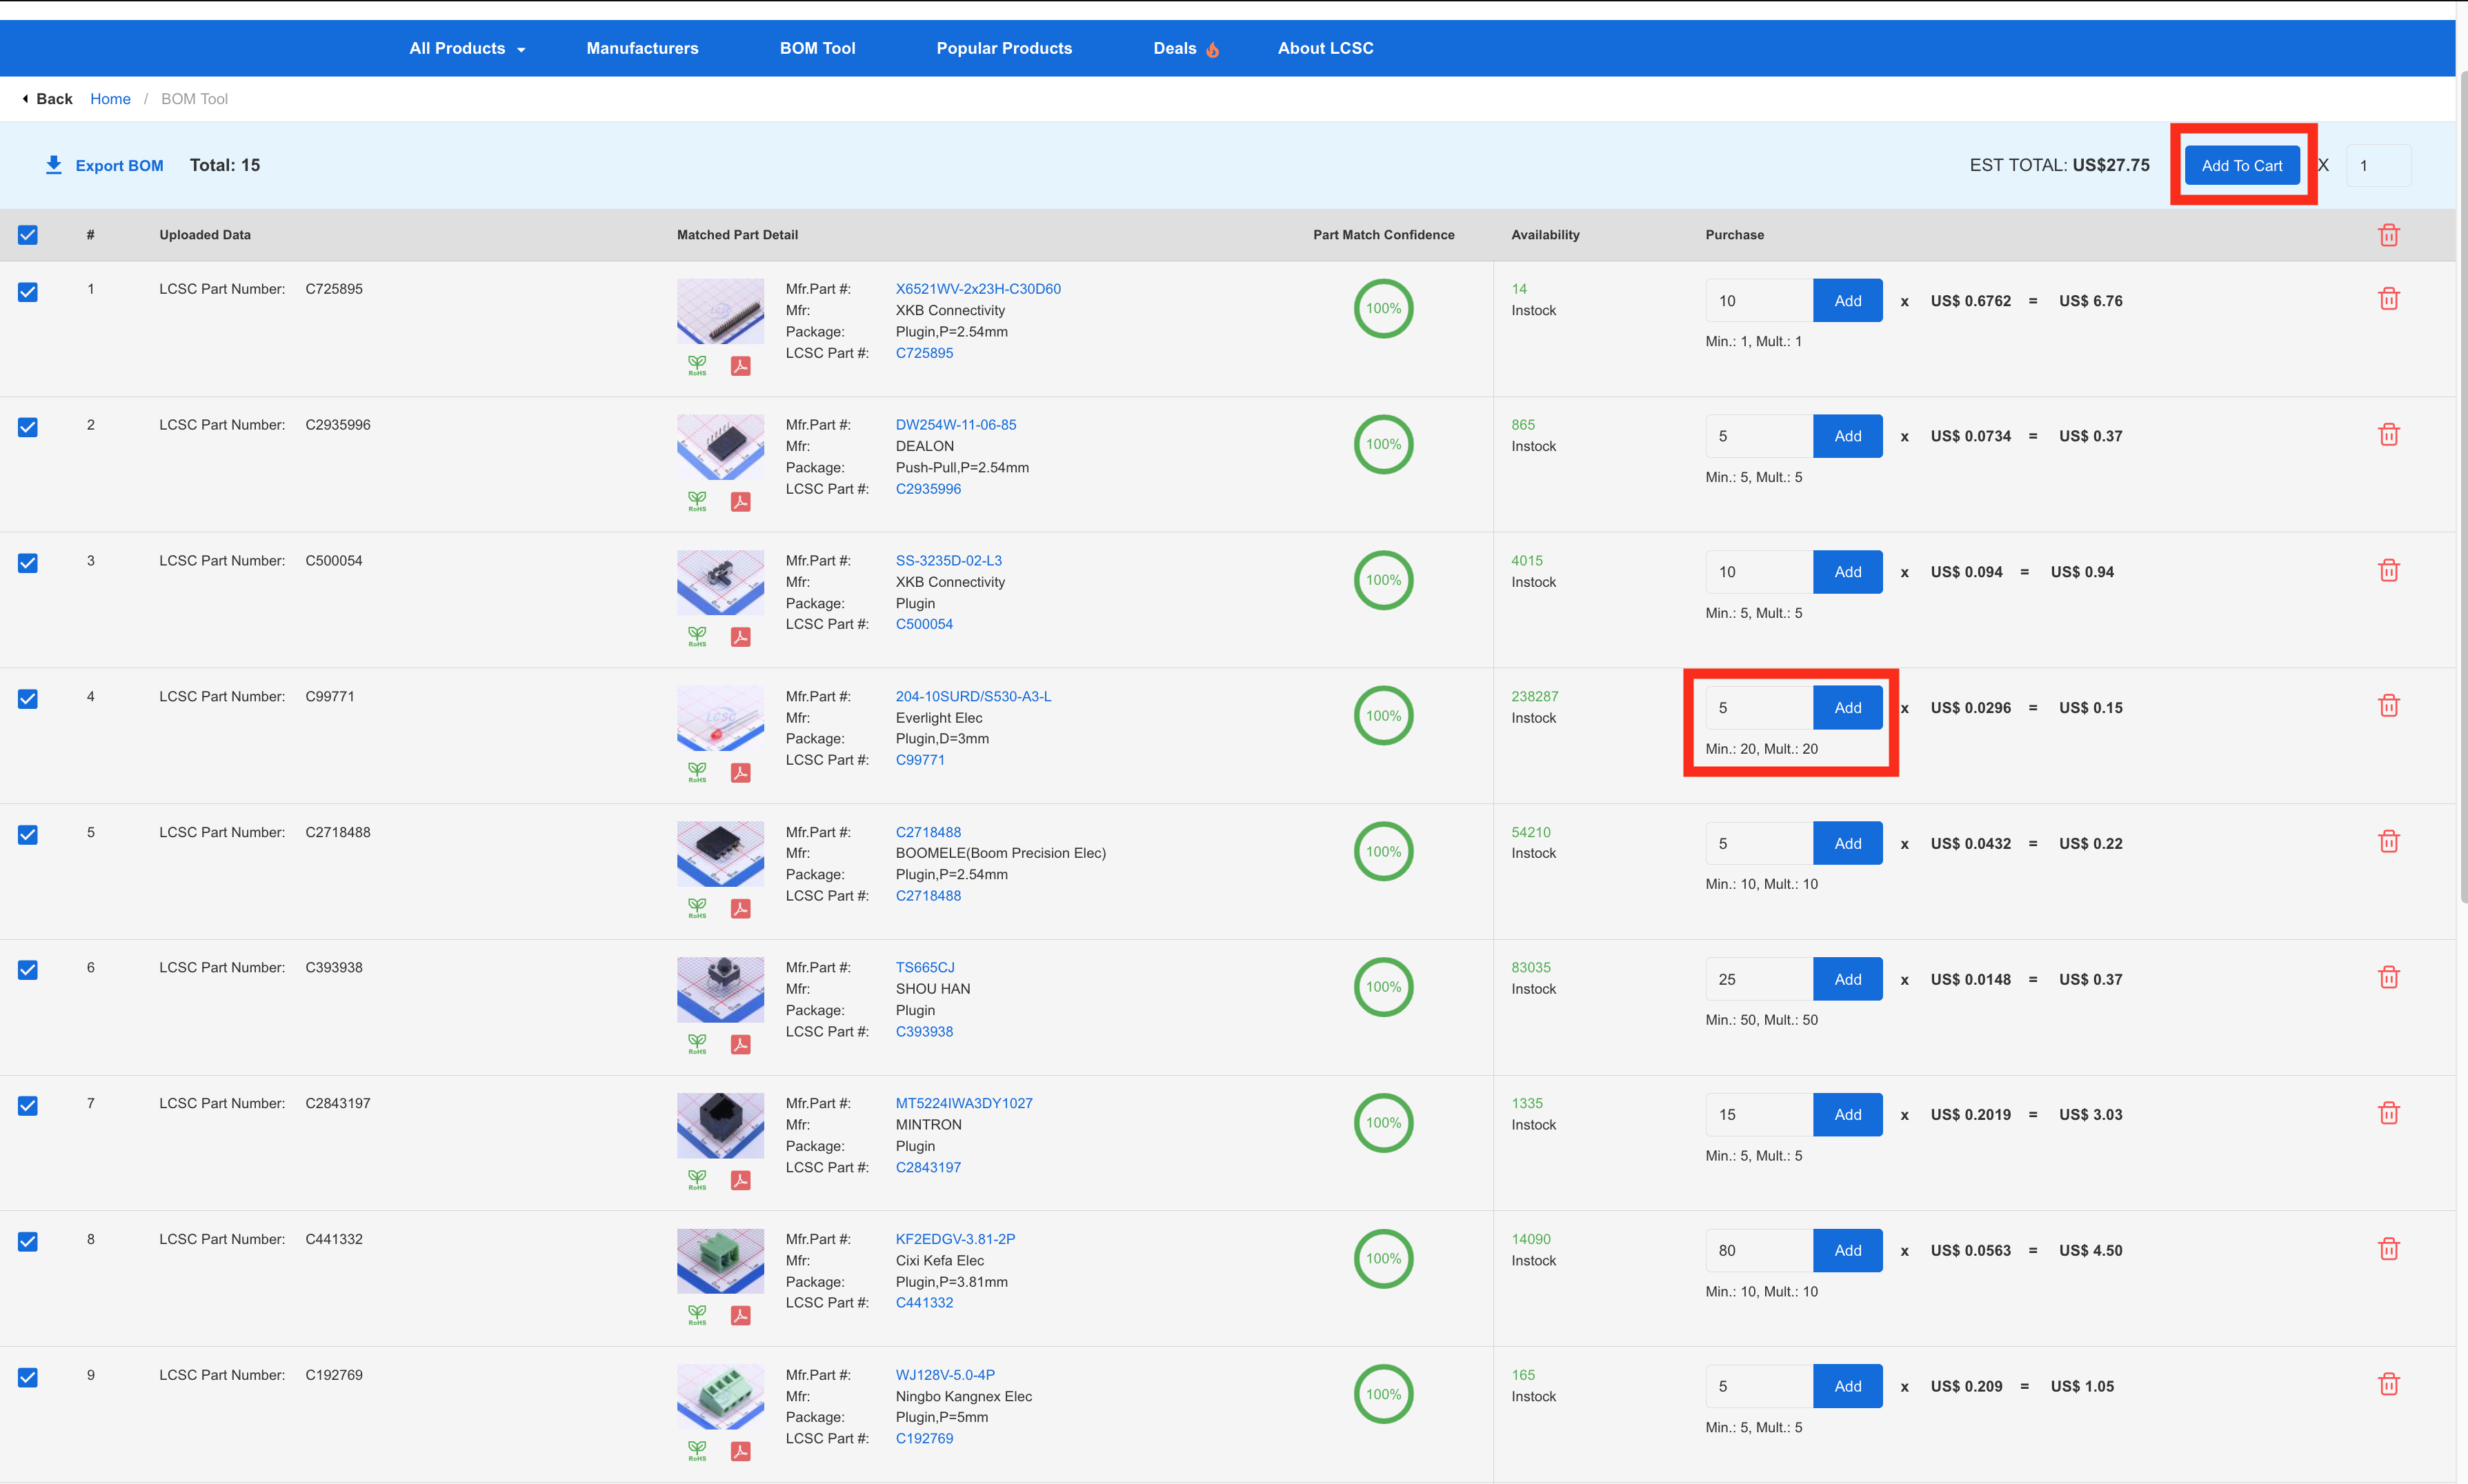 All Products Manufacturers BOM Tool Popular Products Deals About LCSC
Back Home / BOM Tool
Export BOM Total: 15 EST TOTAL: US$27.75 Add To Cart X 1
# Uploaded Data Matched Part Detail Part Match Confidence Availability Purchase
1 LCSC Part Number: C725895 Mfr.Part #: X6521WV-2x23H-C30D60 100% 14 10 Add x US$ 0.6762 = US$ 6.76
Mfr: XKB Connectivity Instock
Package: Plugin,P=2.54mm Min.: 1, Mult.: 1
LCSC Part #: C725895
RoHS
2 LCSC Part Number: C2935996 Mfr.Part #: DW254W-11-06-85 100% 865 5 Add x US$ 0.0734 = US$ 0.37
Mfr: DEALON Instock
Package: Push-Pull,P=2.54mm Min.: 5, Mult.: 5
LCSC Part #: C2935996
RoHS
3 LCSC Part Number: C500054 Mfr.Part #: SS-3235D-02-L3 100% 4015 10 Add x US$ 0.094 = US$ 0.94
Mfr: XKB Connectivity Instock
Package: Plugin Min.: 5, Mult.: 5
LCSC Part #: C500054
RoHS
4 LCSC Part Number: C99771 Mfr.Part #: 204-10SURD/S530-A3-L 100% 238287 5 Add x US$ 0.0296 = US$ 0.15
Mfr: Everlight Elec Instock
Package: Plugin,D=3mm Min.: 20, Mult.: 20
LCSC Part #: C99771
RoHS
5 LCSC Part Number: C2718488 Mfr.Part #: C2718488 100% 54210 5 Add x US$ 0.0432 = US$ 0.22
Mfr: BOOMELE(Boom Precision Elec) Instock
Package: Plugin,P=2.54mm Min.: 10, Mult.: 10
LCSC Part #: C2718488
RoHS
6 LCSC Part Number: C393938 Mfr.Part #: TS665CJ 100% 83035 25 Add x US$ 0.0148 = US$ 0.37
Mfr: SHOU HAN Instock
Package: Plugin Min.: 50, Mult.: 50
LCSC Part #: C393938
RoHS
7 LCSC Part Number: C2843197 Mfr.Part #: MT5224IWA3DY1027 100% 1335 15 Add x US$ 0.2019 = US$ 3.03
Mfr: MINTRON Instock
Package: Plugin Min.: 5, Mult.: 5
LCSC Part #: C2843197
RoHS
8 LCSC Part Number: C441332 Mfr.Part #: KF2EDGV-3.81-2P 100% 14090 80 Add x US$ 0.0563 = US$ 4.50
Mfr: Cixi Kefa Elec Instock
Package: Plugin,P=3.81mm Min.: 10, Mult.: 10
LCSC Part #: C441332
RoHS
9 LCSC Part Number: C192769 Mfr.Part #: WJ128V-5.0-4P 100% 165 5 Add x US$ 0.209 = US$ 1.05
Mfr: Ningbo Kangnex Elec Instock
Package: Plugin,P=5mm Min.: 5, Mult.: 5
LCSC Part #: C192769
RoHS